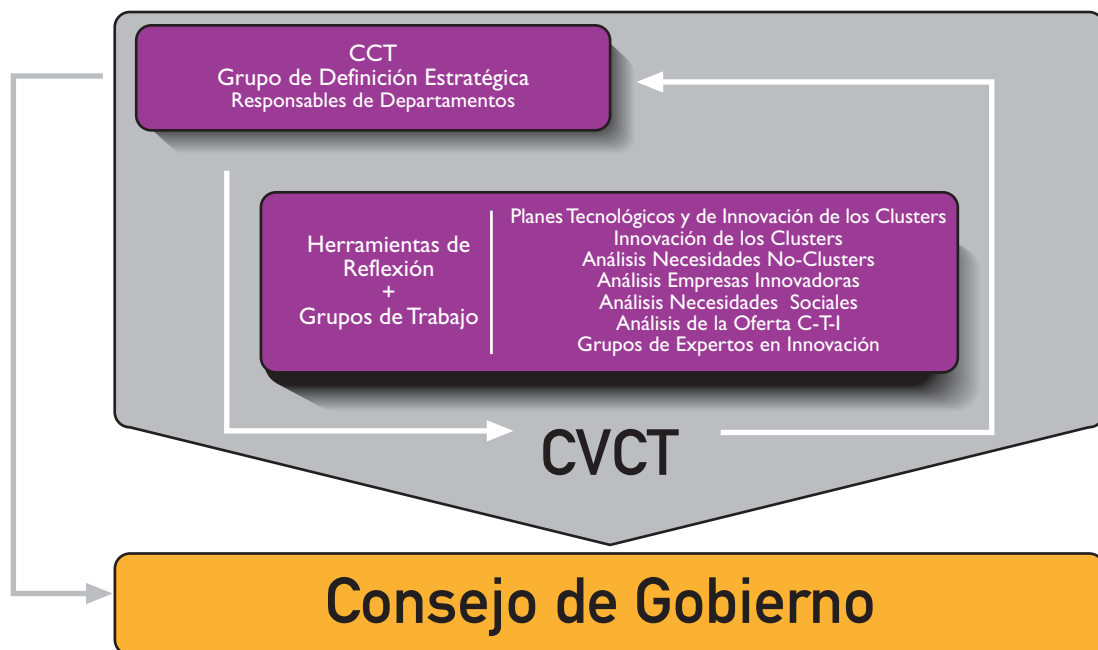 CCT
Grupo de Definición Estratégica
Responsables de Departamentos
Herramientas de
Reflexión
+
Grupos de Trabajo
Planes Tecnológicos y de Innovación de los Clusters
Innovación de los Clusters
Análisis Necesidades No-Clusters
Análisis Empresas Innovadoras
Análisis Necesidades Sociales
Análisis de la Oferta C-T-I
Grupos de Expertos en Innovación
CVCT
Consejo de Gobierno